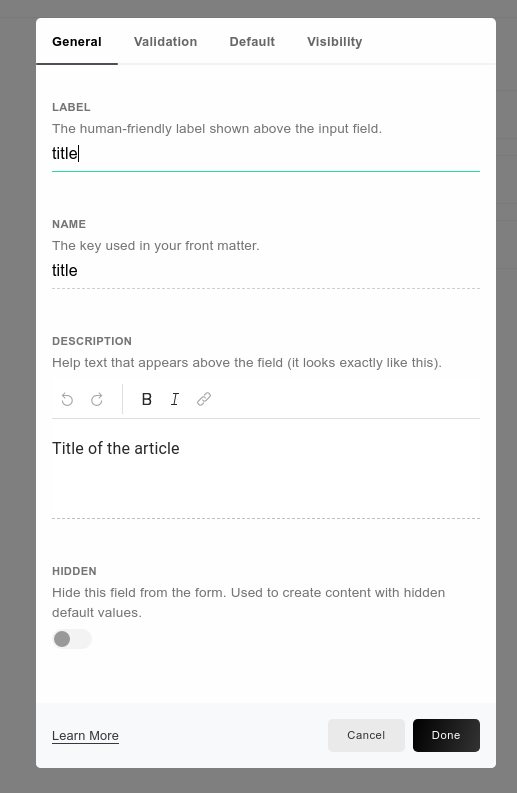 General Validation Default Visibility
LABEL
The human-friendly label shown above the input field.
title
NAME
The key used in your front matter.
title
DESCRIPTION
Help text that appears above the field (it looks exactly like this).
B I
Title of the article
HIDDEN
Hide this field from the form. Used to create content with hidden
default values.
Learn More Cancel Done